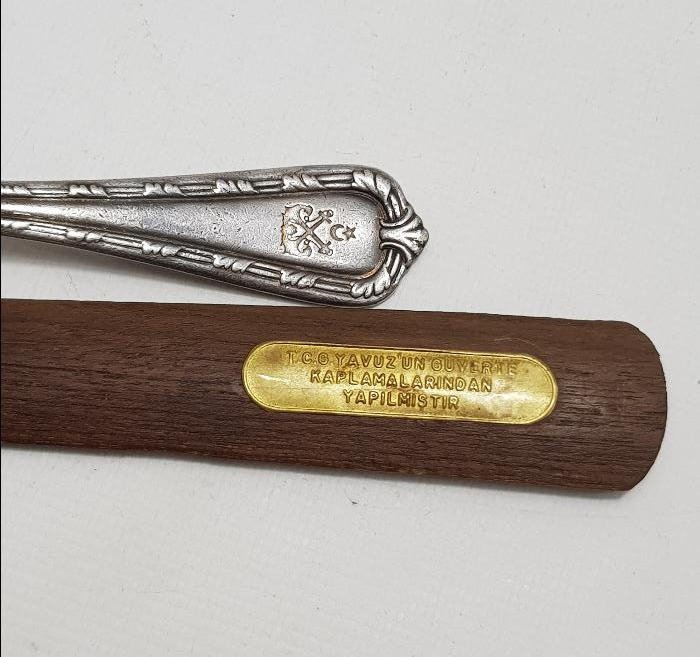 T.C.G YAVUZ'UN GÜVERTE
KAPLAMALARINDAN
YAPILMIŞTIR